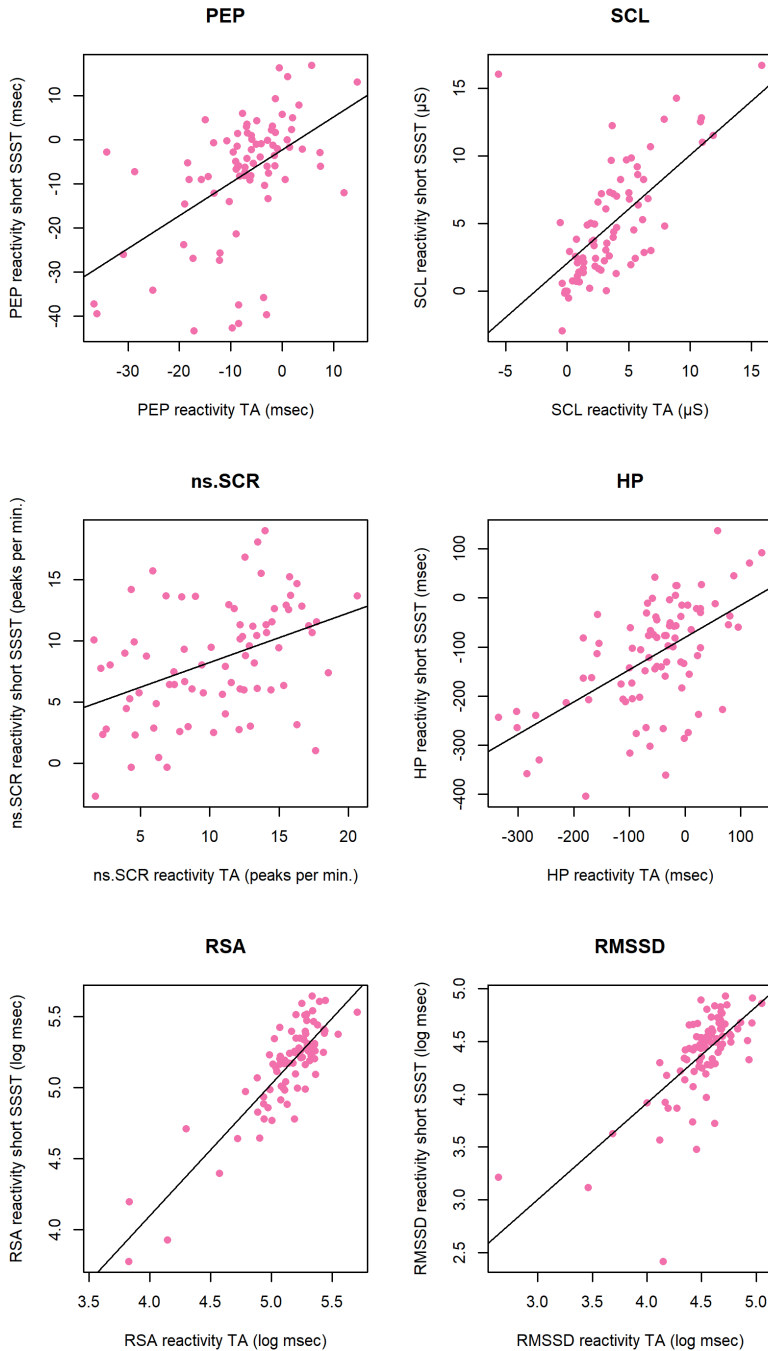 PEP
PEP reactivity short SSST (msec)
10
0
-10
-20
-30
-40
-30 -20 -10 0 10
PEP reactivity TA (msec)
SCL
SCL reactivity short SSST (µS)
15
10
5
0
-5 0 5 10 15
SCL reactivity TA (µS)
ns.SCR
ns.SCR reactivity short SSST (peaks per min.)
15
10
5
0
5 10 15 20
ns.SCR reactivity TA (peaks per min.)
HP
HP reactivity short SSST (msec)
100
0
-100
-200
-300
-400
-300 -200 -100 0 100
HP reactivity TA (msec)
RSA
RSA reactivity short SSST (log msec)
5.5
5.0
4.5
4.0
3.5 4.0 4.5 5.0 5.5
RSA reactivity TA (log msec)
RMSSD
RMSSD reactivity short SSST (log msec)
5.0
4.5
4.0
3.5
3.0
2.5
3.0 3.5 4.0 4.5 5.0
RMSSD reactivity TA (log msec)